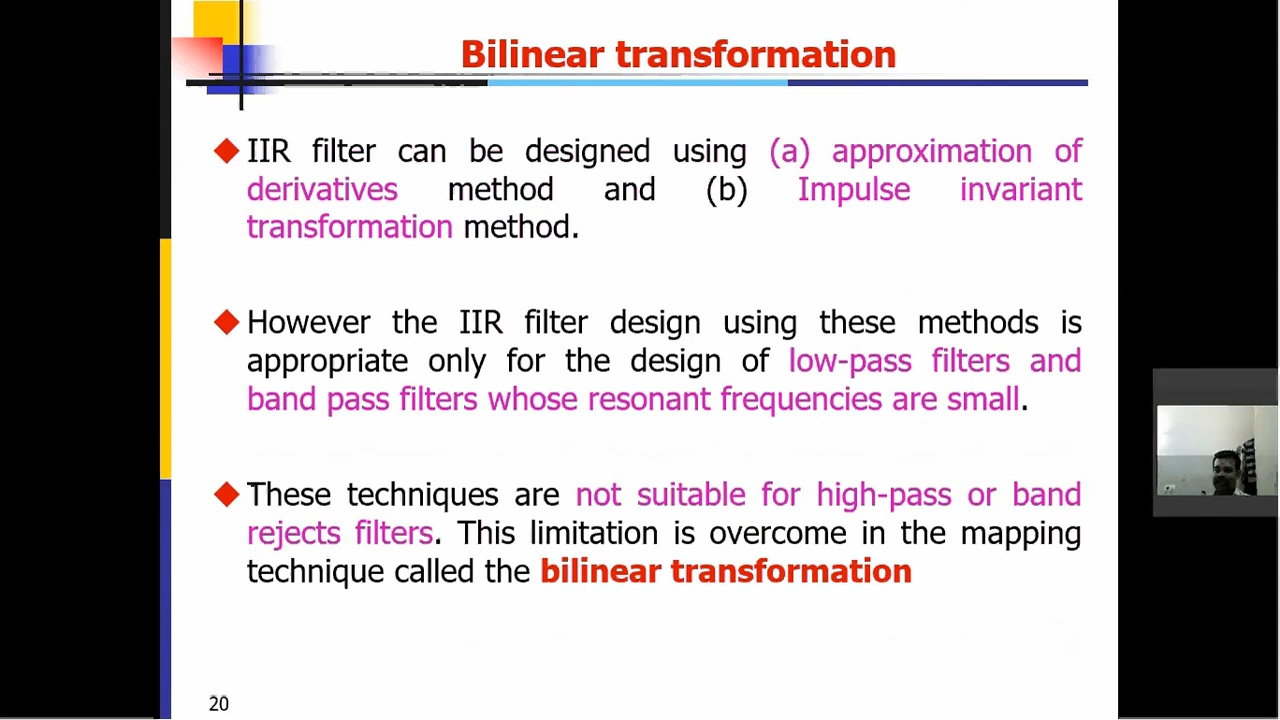 Bilinear transformation
IIR filter can be designed using (a) approximation of
derivatives method and (b) Impulse invariant
transformation method.
However the IIR filter design using these methods is
appropriate only for the design of low-pass filters and
band pass filters whose resonant frequencies are small.
These techniques are not suitable for high-pass or band
rejects filters. This limitation is overcome in the mapping
technique called the bilinear transformation
20